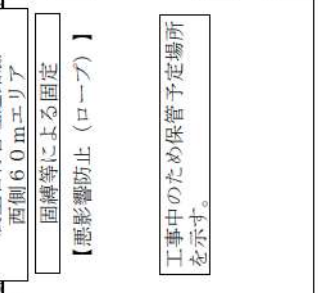 西側６０ｍエリア
固縛等による固定
【悪影響防止（ロープ）】
工事中のため保管予定場所
を示す。